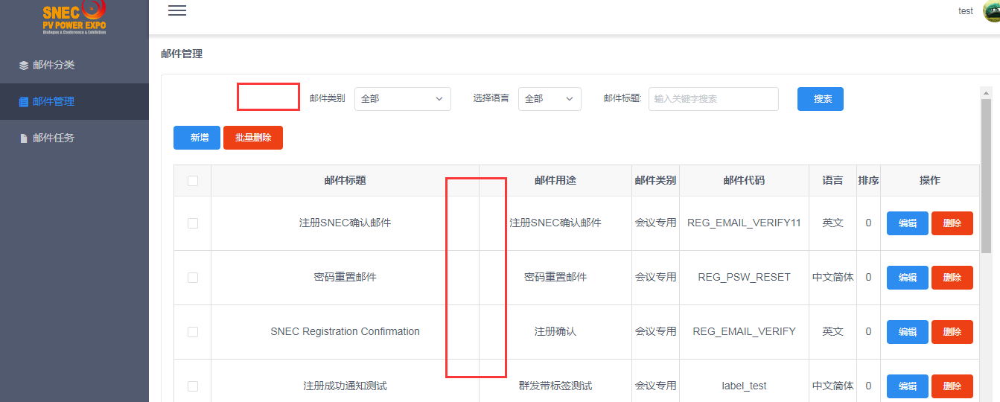 SNEC
PV POWER EXPO
Dialogue & Conference & Exhibition
test
邮件分类
邮件管理
邮件任务
邮件管理
邮件类别 全部 选择语言 全部 邮件标题: 输入关键字搜索 搜索
新增 批量删除
邮件标题 邮件用途 邮件类别 邮件代码 语言 排序 操作
注册SNEC确认邮件 注册SNEC确认邮件 会议专用 REG_EMAIL_VERIFY11 英文 0 编辑 删除
密码重置邮件 密码重置邮件 会议专用 REG_PSW_RESET 中文简体 0 编辑 删除
SNEC Registration Confirmation 注册确认 会议专用 REG_EMAIL_VERIFY 英文 0 编辑 删除
注册成功通知测试 群发带标签测试 会议专用 label_test 中文简体 0 编辑 删除